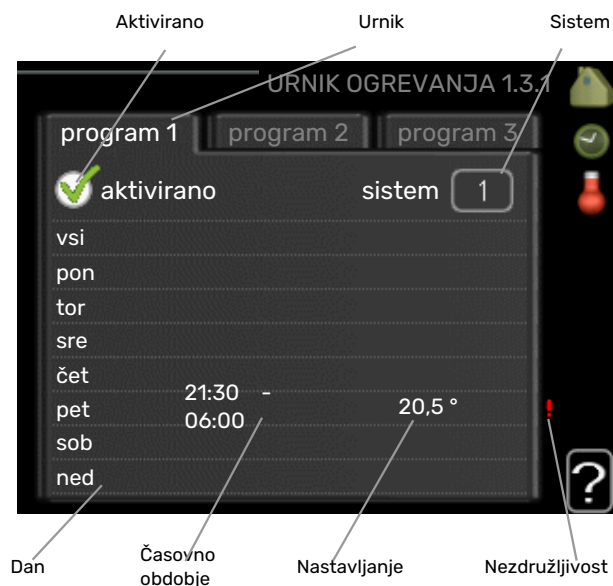 Aktivirano Urnik Sistem
URNIK OGREVANJA 1.3.1
program 1 program 2 program 3
aktivirano sistem 1
vsi
pon
tor
sre
čet
21:30 -
pet 06:00 20,5 ° !
sob
ned
?
Dan Časovno obdobje Nastavljanje Nezdružljivost